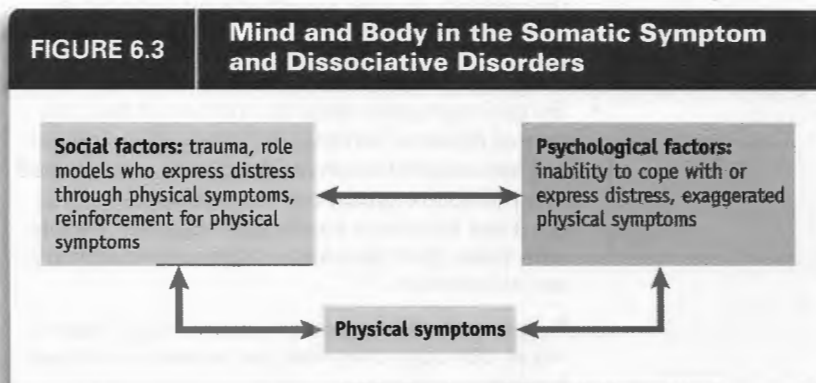 FIGURE 6.3
Mind and Body in the Somatic Symptom
and Dissociative Disorders
Social factors: trauma, role
models who express distress
through physical symptoms,
reinforcement for physical
symptoms
Psychological factors:
inability to cope with or
express distress, exaggerated
physical symptoms
Physical symptoms